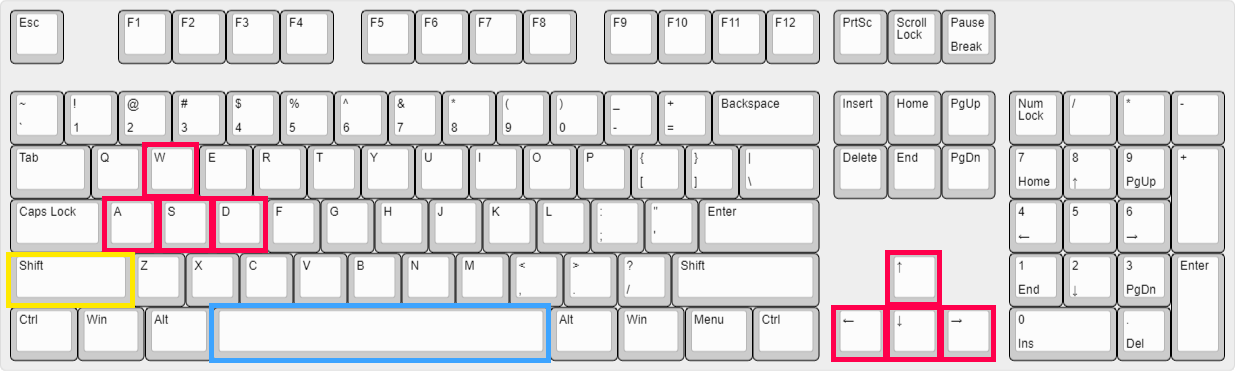 Esc F1 F2 F3 F4 F5 F6 F7 F8 F9 F10 F11 F12 PrtSc Scroll Lock Pause Break
~ ` ! 1 @ 2 # 3 $ 4 % 5 ^ 6 & 7 * 8 ( 9 ) 0 _ - + = Backspace Insert Home PgUp Num Lock / * -
Tab Q W E R T Y U I O P { [ } ] | \ Delete End PgDn 7 Home 8 ↑ 9 PgUp +
Caps Lock A S D F G H J K L : ; " ' Enter 4 ← 5 6 →
Shift Z X C V B N M < , > . ? / Shift ↑ 1 End 2 ↓ 3 PgDn Enter
Ctrl Win Alt Alt Win Menu Ctrl ← ↓ → 0 Ins . Del